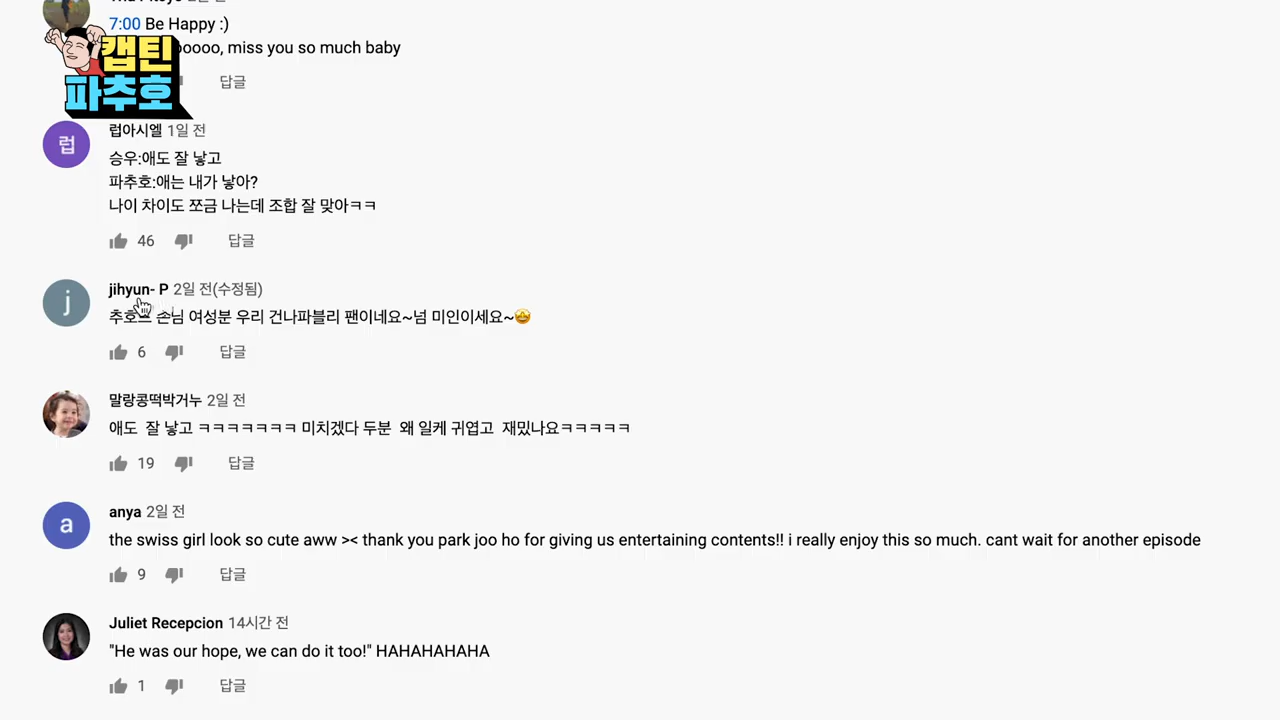 7:00 Be Happy :)
miss you so much baby
캡틴
파추호
답글
럽
럽아시엘 1일 전
승우:애도 잘 낳고
파추호:애는 내가 낳아?
나이 차이도 쪼금 나는데 조합 잘 맞아ㅋㅋ
46 답글
j
jihyun- P 2일 전(수정됨)
손님 여성분 우리 건나파블리 팬이네요~넘 미인이세요~🤩
6 답글
말랑콩떡박거누 2일 전
애도 잘 낳고 ㅋㅋㅋㅋㅋㅋㅋ 미치겠다 두분 왜 일케 귀엽고 재밌나요ㅋㅋㅋㅋㅋ
19 답글
a
anya 2일 전
the swiss girl look so cute aww >< thank you park joo ho for giving us entertaining contents!! i really enjoy this so much. cant wait for another episode
9 답글
Juliet Recepcion 14시간 전
"He was our hope, we can do it too!" HAHAHAHAHA
1 답글